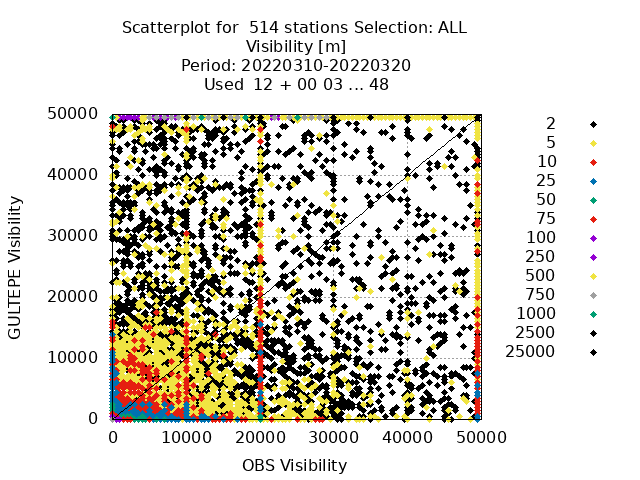 Scatterplot for  514 stations Selection: ALL
Visibility [m]
Period: 20220310-20220320
Used  12 + 00 03 ... 48
GULTEPE Visibility
50000
40000
30000
20000
10000
0
0 10000 20000 30000 40000 50000
OBS Visibility
2
5
10
25
50
75
100
250
500
750
1000
2500
25000